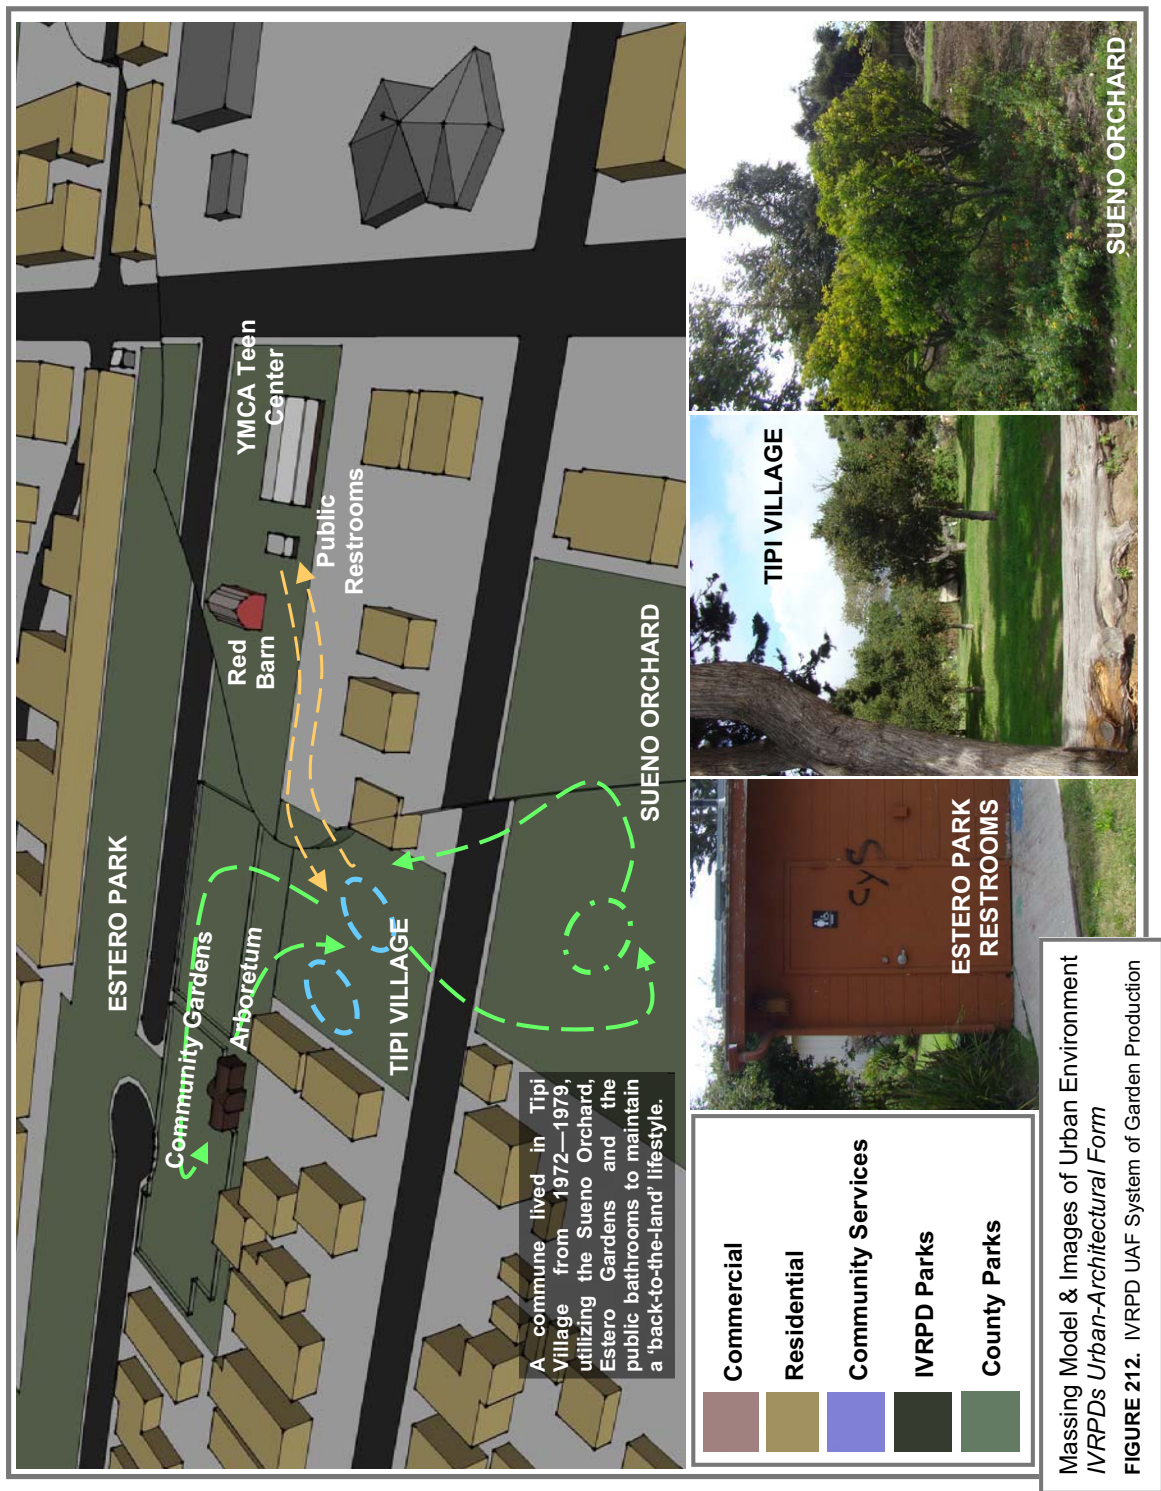 ESTERO PARK
Community Gardens
Arboretum
Red
Barn
YMCA Teen
Center
Public
Restrooms
TIPI VILLAGE
SUENO ORCHARD
A commune lived in Tipi
Village from 1972—1979,
utilizing the Sueno Orchard,
Estero Gardens and the
public bathrooms to maintain
a ‘back-to-the-land’ lifestyle.
Commercial
Residential
Community Services
IVRPD Parks
County Parks
CYS
ESTERO PARK
RESTROOMS
TIPI VILLAGE
SUENO ORCHARD
Massing Model & Images of Urban Environment
IVRPDs Urban-Architectural Form
FIGURE 212. IVRPD UAF System of Garden Production